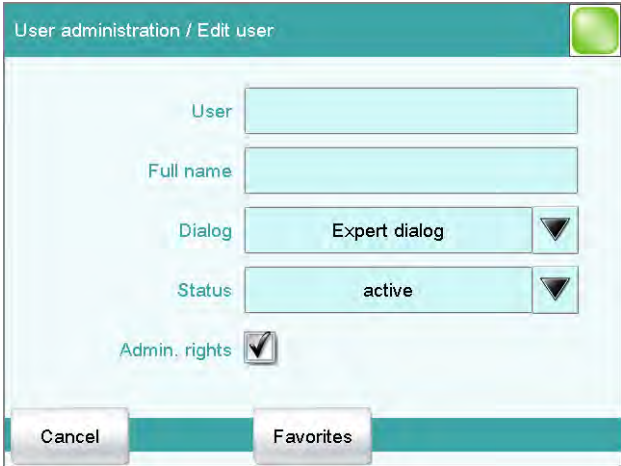 User administration / Edit user
User
Full name
Dialog Expert dialog
Status active
Admin. rights
Cancel Favorites